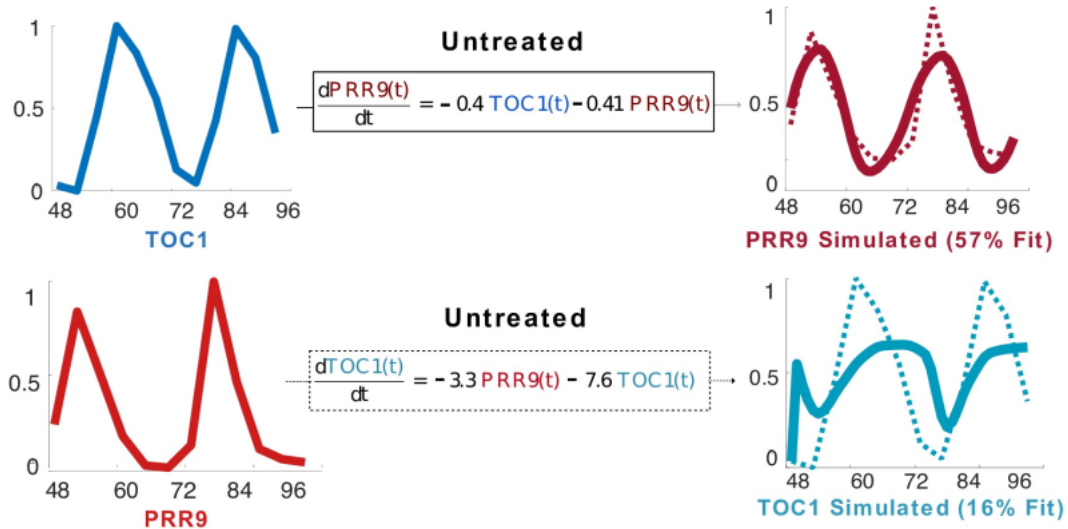 1
0.5
0
48 60 72 84 96
TOC1
Untreated
dPRR9(t)/dt = – 0.4 TOC1(t) – 0.41 PRR9(t)
1
0.5
0
48 60 72 84 96
PRR9 Simulated (57% Fit)
1
0.5
0
48 60 72 84 96
PRR9
Untreated
dTOC1(t)/dt = – 3.3 PRR9(t) – 7.6 TOC1(t)
1
0.5
0
48 60 72 84 96
TOC1 Simulated (16% Fit)